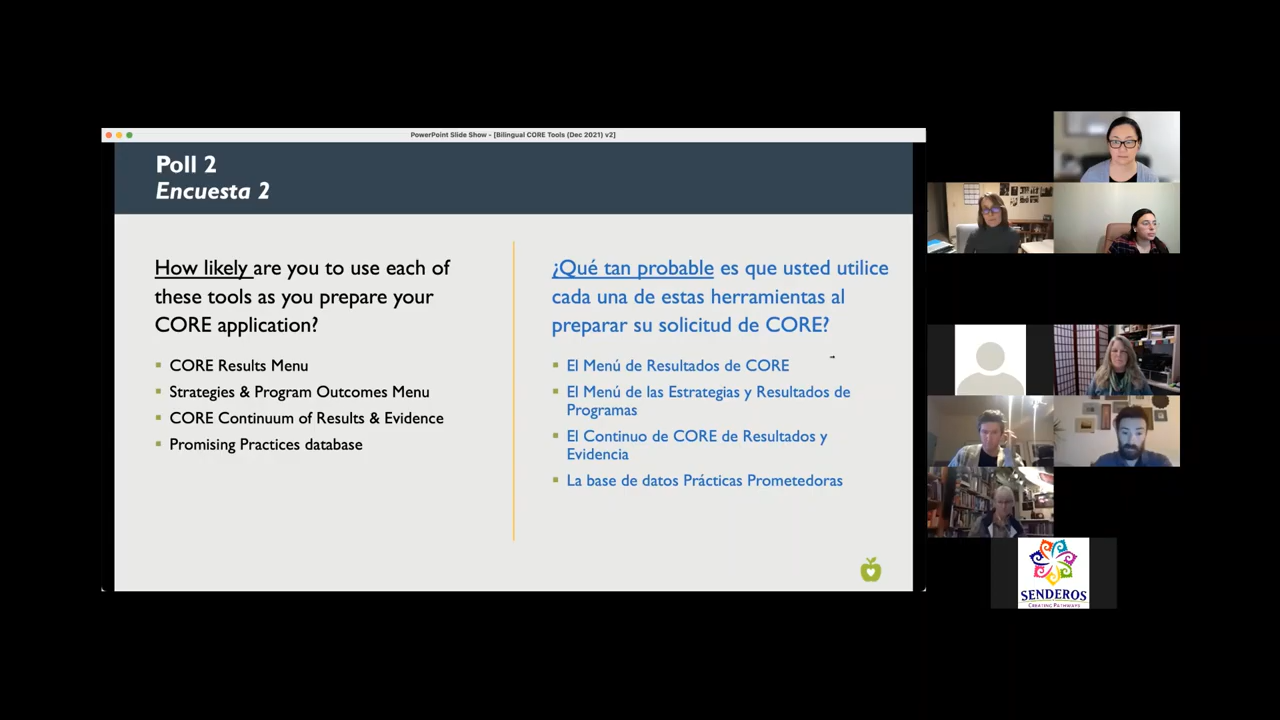 PowerPoint Slide Show - [Bilingual CORE Tools (Dec 2021) v2]
Poll 2
Encuesta 2
How likely are you to use each of
these tools as you prepare your
CORE application?
CORE Results Menu
Strategies & Program Outcomes Menu
CORE Continuum of Results & Evidence
Promising Practices database
¿Qué tan probable es que usted utilice
cada una de estas herramientas al
preparar su solicitud de CORE?
El Menú de Resultados de CORE
El Menú de las Estrategias y Resultados de
Programas
El Continuo de CORE de Resultados y
Evidencia
La base de datos Prácticas Prometedoras
SENDEROS
CREATING PATHWAYS